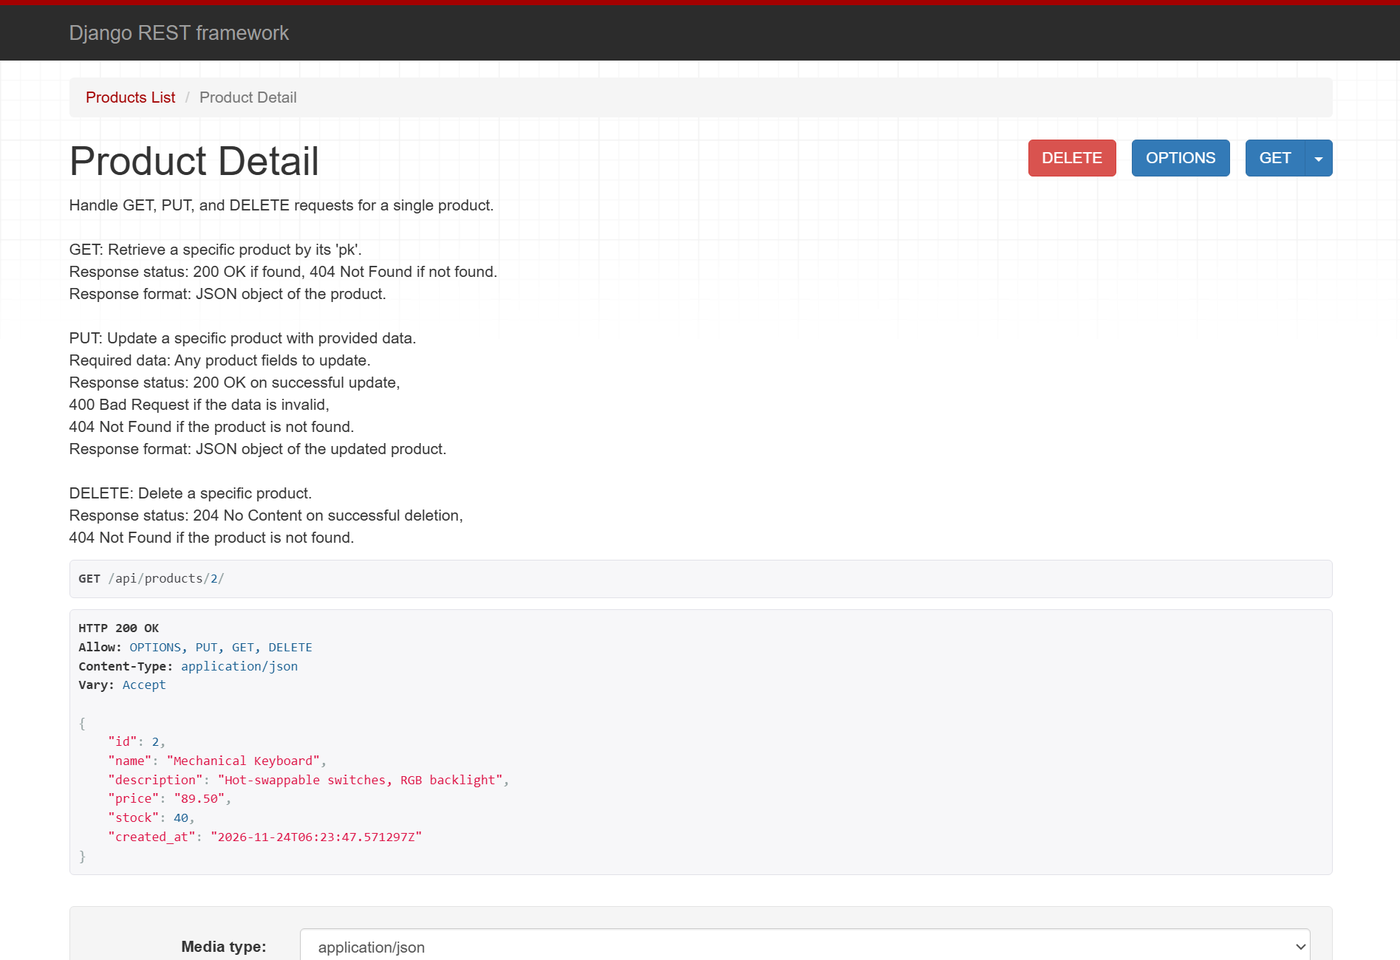 Django REST framework
Products List / Product Detail
Product Detail
DELETE OPTIONS GET
Handle GET, PUT, and DELETE requests for a single product.
GET: Retrieve a specific product by its 'pk'.
Response status: 200 OK if found, 404 Not Found if not found.
Response format: JSON object of the product.
PUT: Update a specific product with provided data.
Required data: Any product fields to update.
Response status: 200 OK on successful update,
400 Bad Request if the data is invalid,
404 Not Found if the product is not found.
Response format: JSON object of the updated product.
DELETE: Delete a specific product.
Response status: 204 No Content on successful deletion,
404 Not Found if the product is not found.
GET /api/products/2/
HTTP 200 OK
Allow: OPTIONS, PUT, GET, DELETE
Content-Type: application/json
Vary: Accept
{
    "id": 2,
    "name": "Mechanical Keyboard",
    "description": "Hot-swappable switches, RGB backlight",
    "price": "89.50",
    "stock": 40,
    "created_at": "2026-11-24T06:23:47.571297Z"
}
Media type: application/json